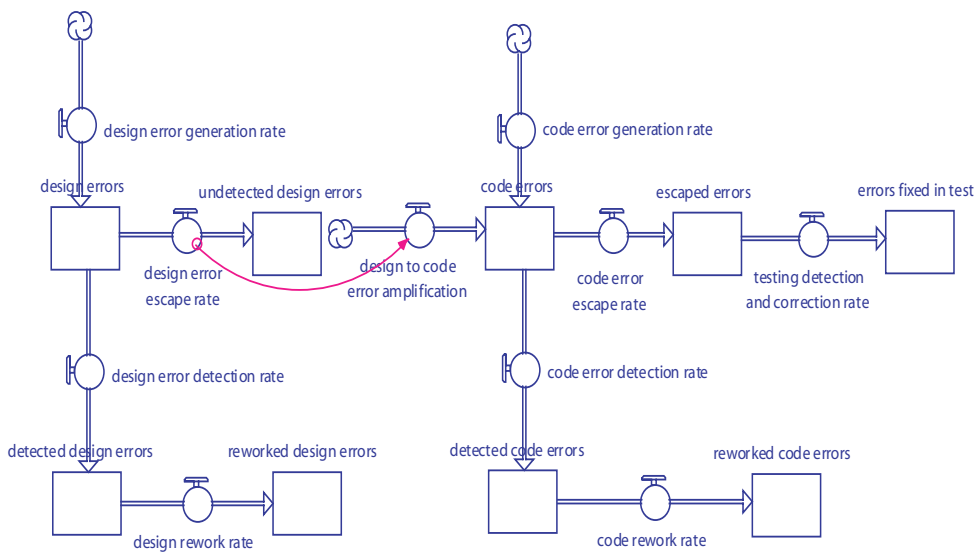 design error generation rate
code error generation rate
design errors
undetected design errors
code errors
escaped errors
errors fixed in test
design error
escape rate
design to code
error amplification
code error
escape rate
testing detection
and correction rate
design error detection rate
code error detection rate
detected design errors
reworked design errors
detected code errors
reworked code errors
design rework rate
code rework rate